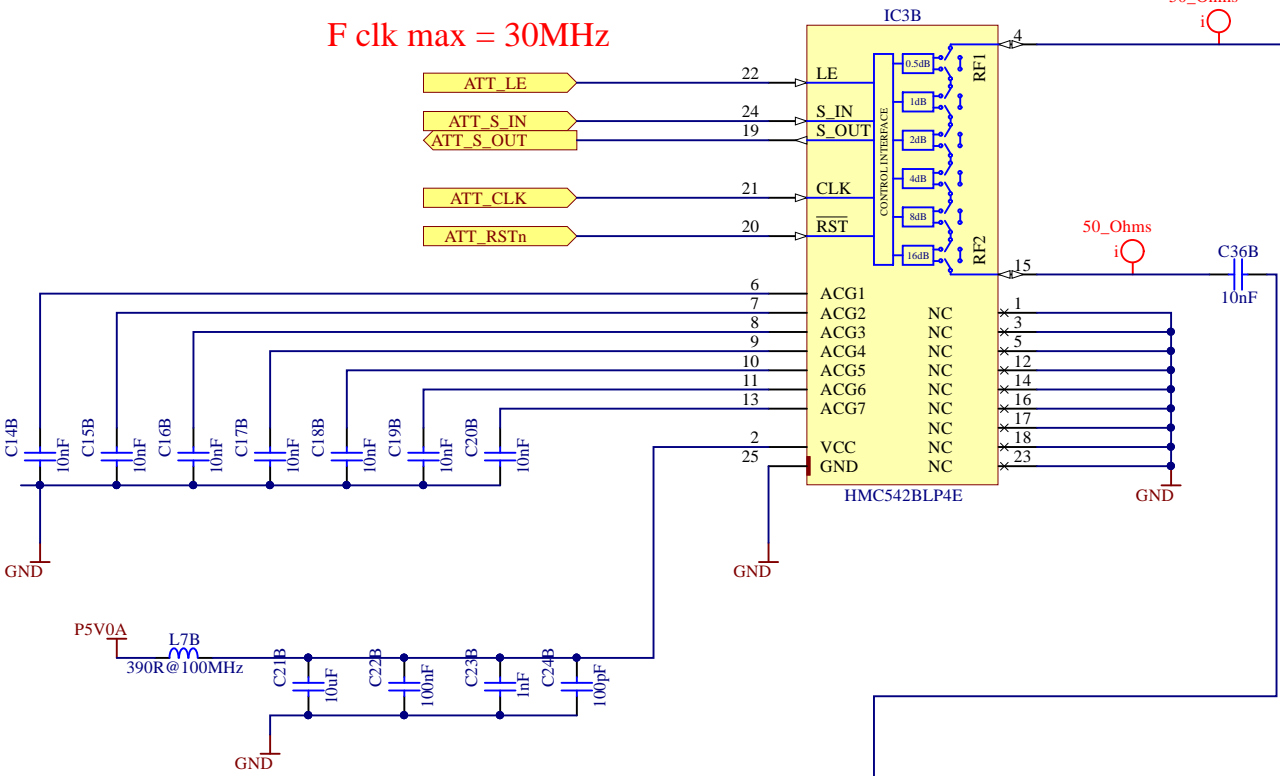 50_Ohms
i
F clk max = 30MHz
IC3B
ATT_LE
22
LE
ATT_S_IN
24
S_IN
ATT_S_OUT
19
S_OUT
ATT_CLK
21
CLK
ATT_RSTn
20
RST
CONTROL INTERFACE
0.5dB
1dB
2dB
4dB
8dB
16dB
RF1
4
RF2
15
50_Ohms
i
C36B
10nF
6
ACG1
7
ACG2
8
ACG3
9
ACG4
10
ACG5
11
ACG6
13
ACG7
2
VCC
25
GND
NC
1
NC
3
NC
5
NC
12
NC
14
NC
16
NC
17
NC
18
NC
23
HMC542BLP4E
GND
C14B
10nF
C15B
10nF
C16B
10nF
C17B
10nF
C18B
10nF
C19B
10nF
C20B
10nF
GND
GND
P5V0A
L7B
390R@100MHz
C21B
10uF
C22B
100nF
C23B
1nF
C24B
100pF
GND